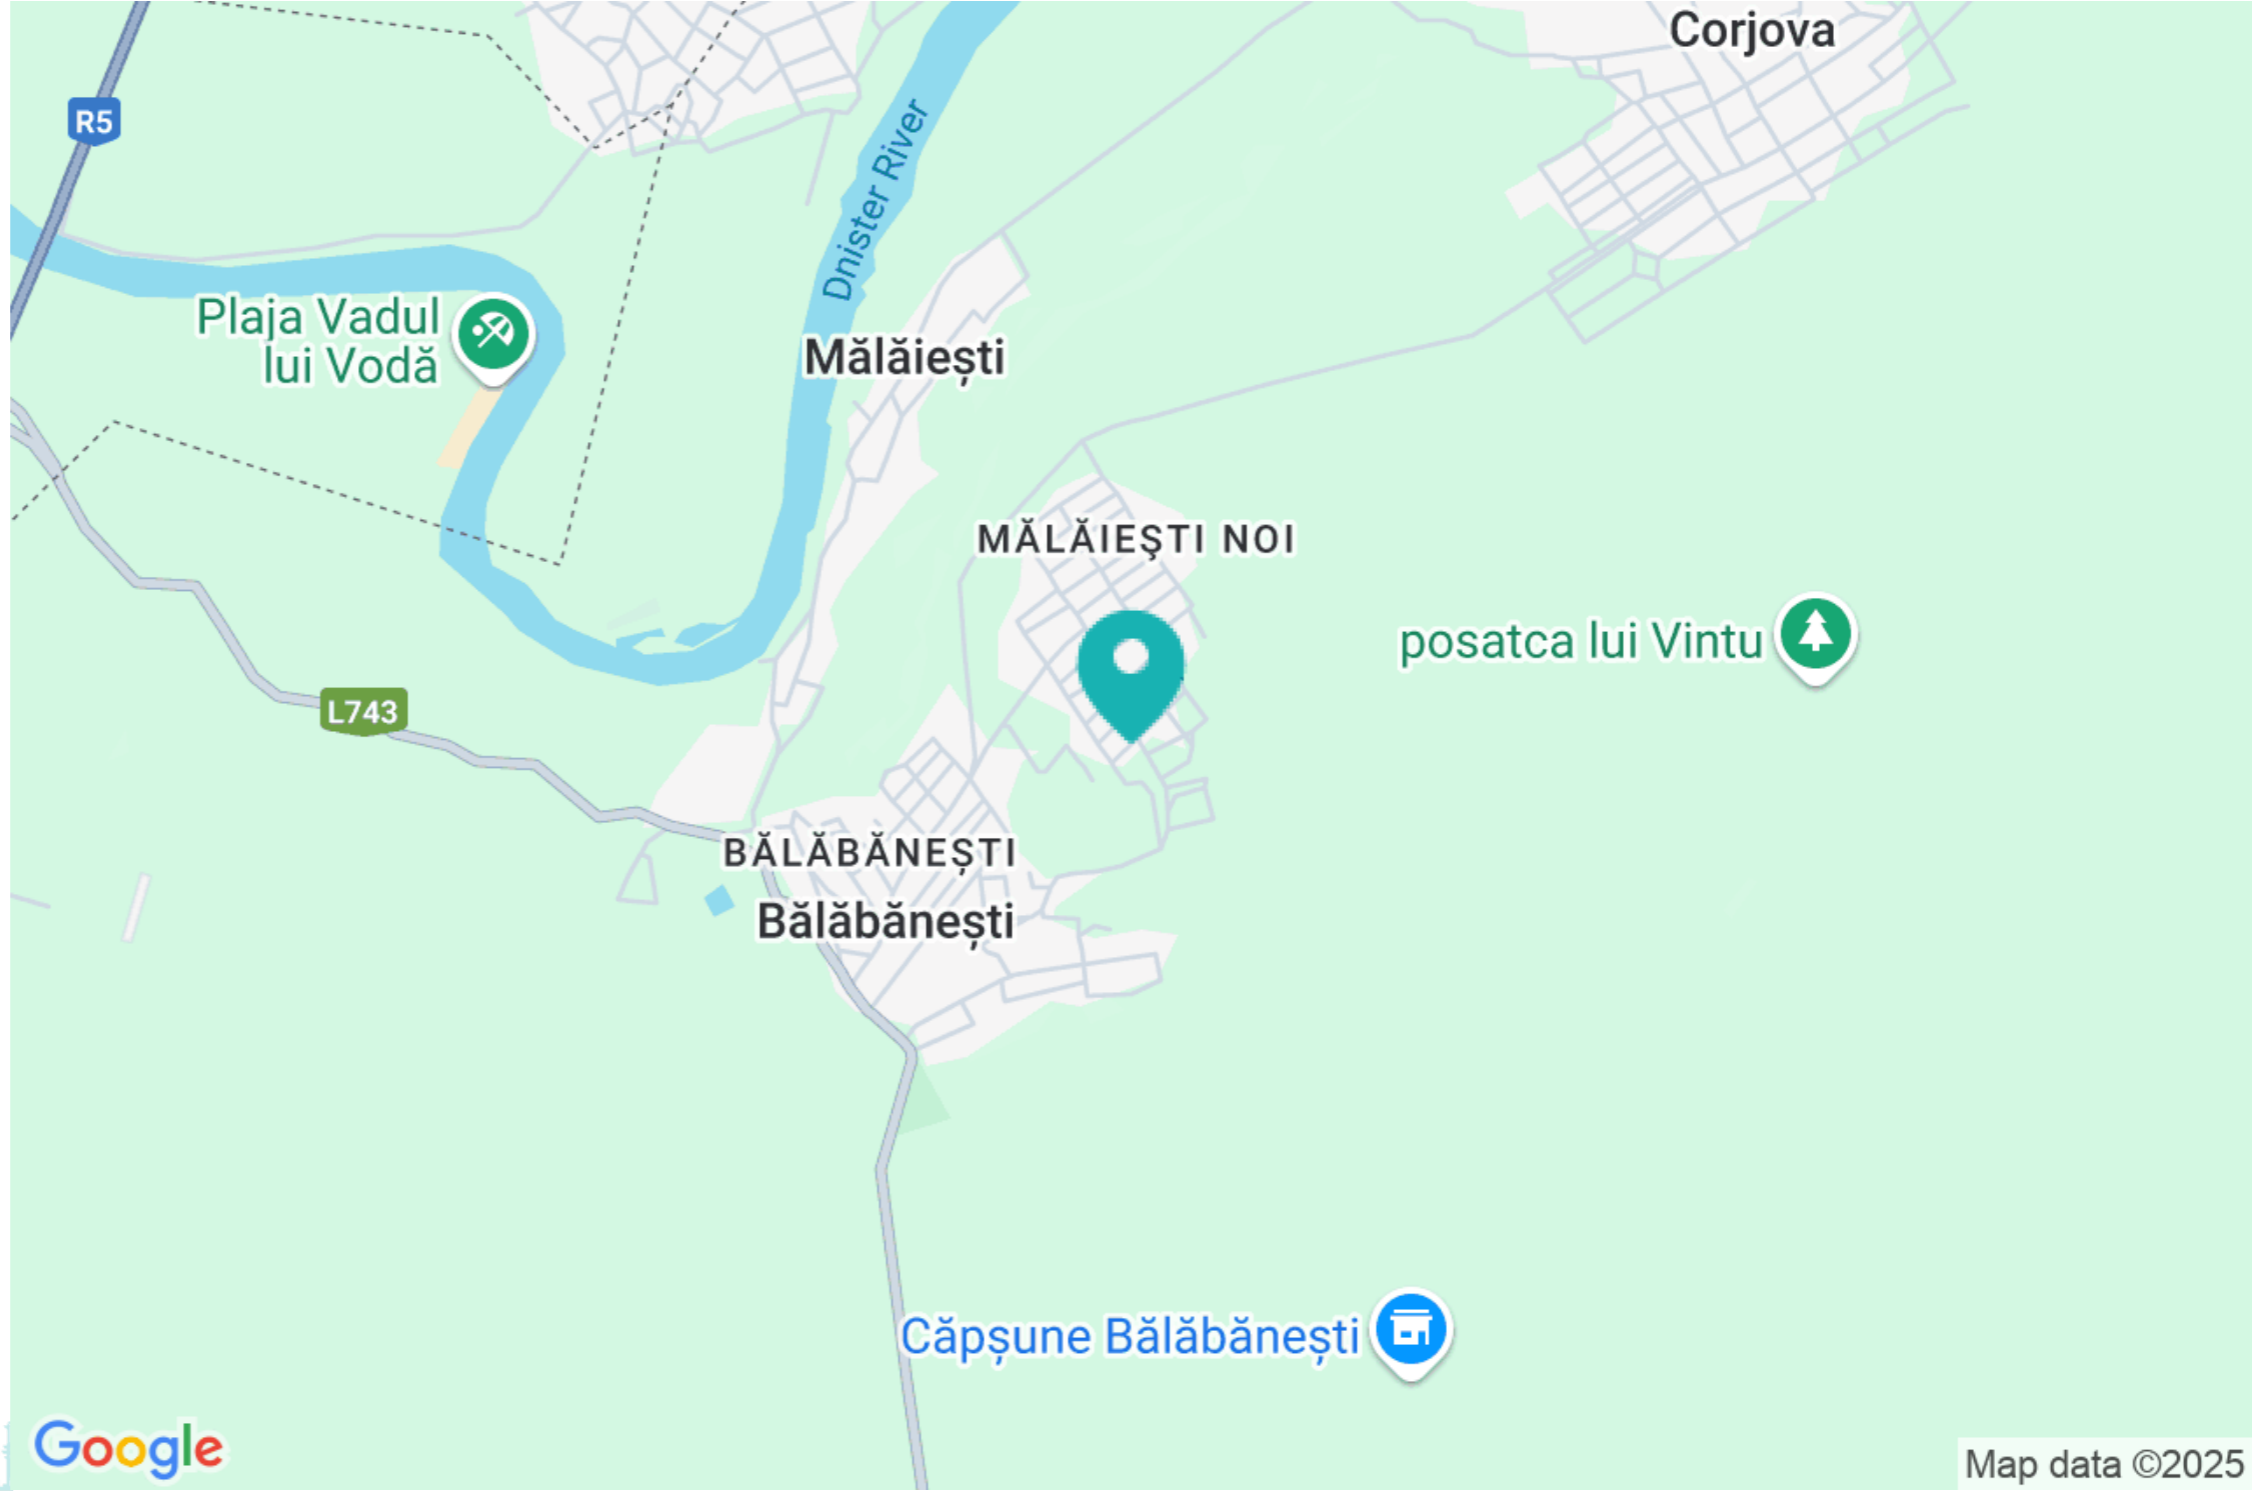 Corjova
R5
Dnister River
Plaja Vadul
lui Vodă
Mălăiești
MĂLĂIEŞTI NOI
posatca lui Vintu
L743
BĂLĂBĂNEȘTI
Bălăbănești
Căpșune Bălăbănești
Google
Map data ©2025